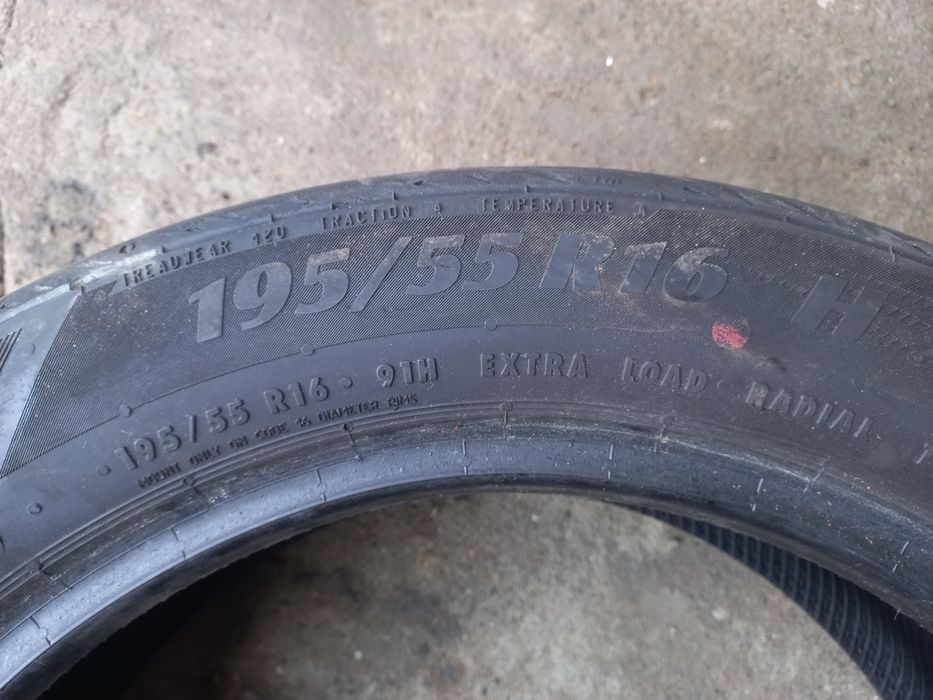 TREADWEAR 420 TRACTION A TEMPERATURE A
195/55 R16 H
195/55 R16 91H EXTRA LOAD RADIAL
MOUNT ONLY ON CODE 16 DIAMETER RIMS